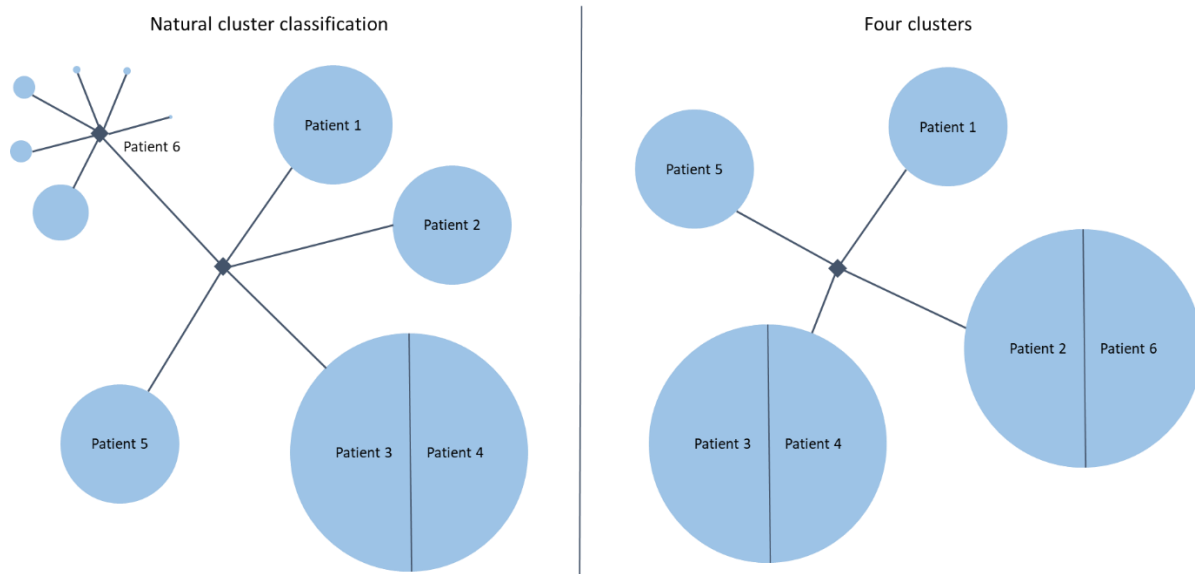 Natural cluster classification
Patient 6
Patient 1
Patient 2
Patient 5
Patient 3
Patient 4
Four clusters
Patient 5
Patient 1
Patient 2
Patient 6
Patient 3
Patient 4